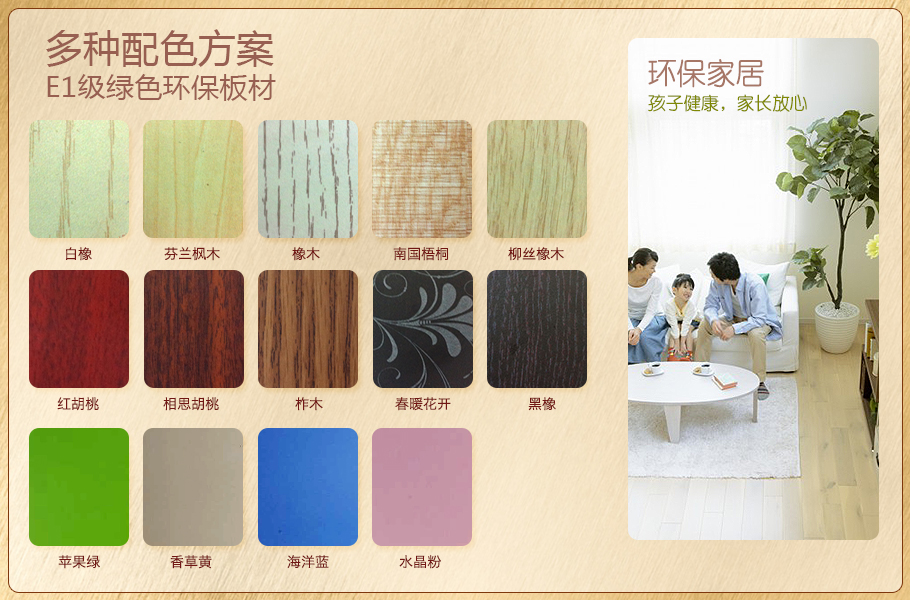 多种配色方案
E1级绿色环保板材
环保家居
孩子健康，家长放心
白橡
芬兰枫木
橡木
南国梧桐
柳丝橡木
红胡桃
相思胡桃
柞木
春暖花开
黑橡
苹果绿
香草黄
海洋蓝
水晶粉